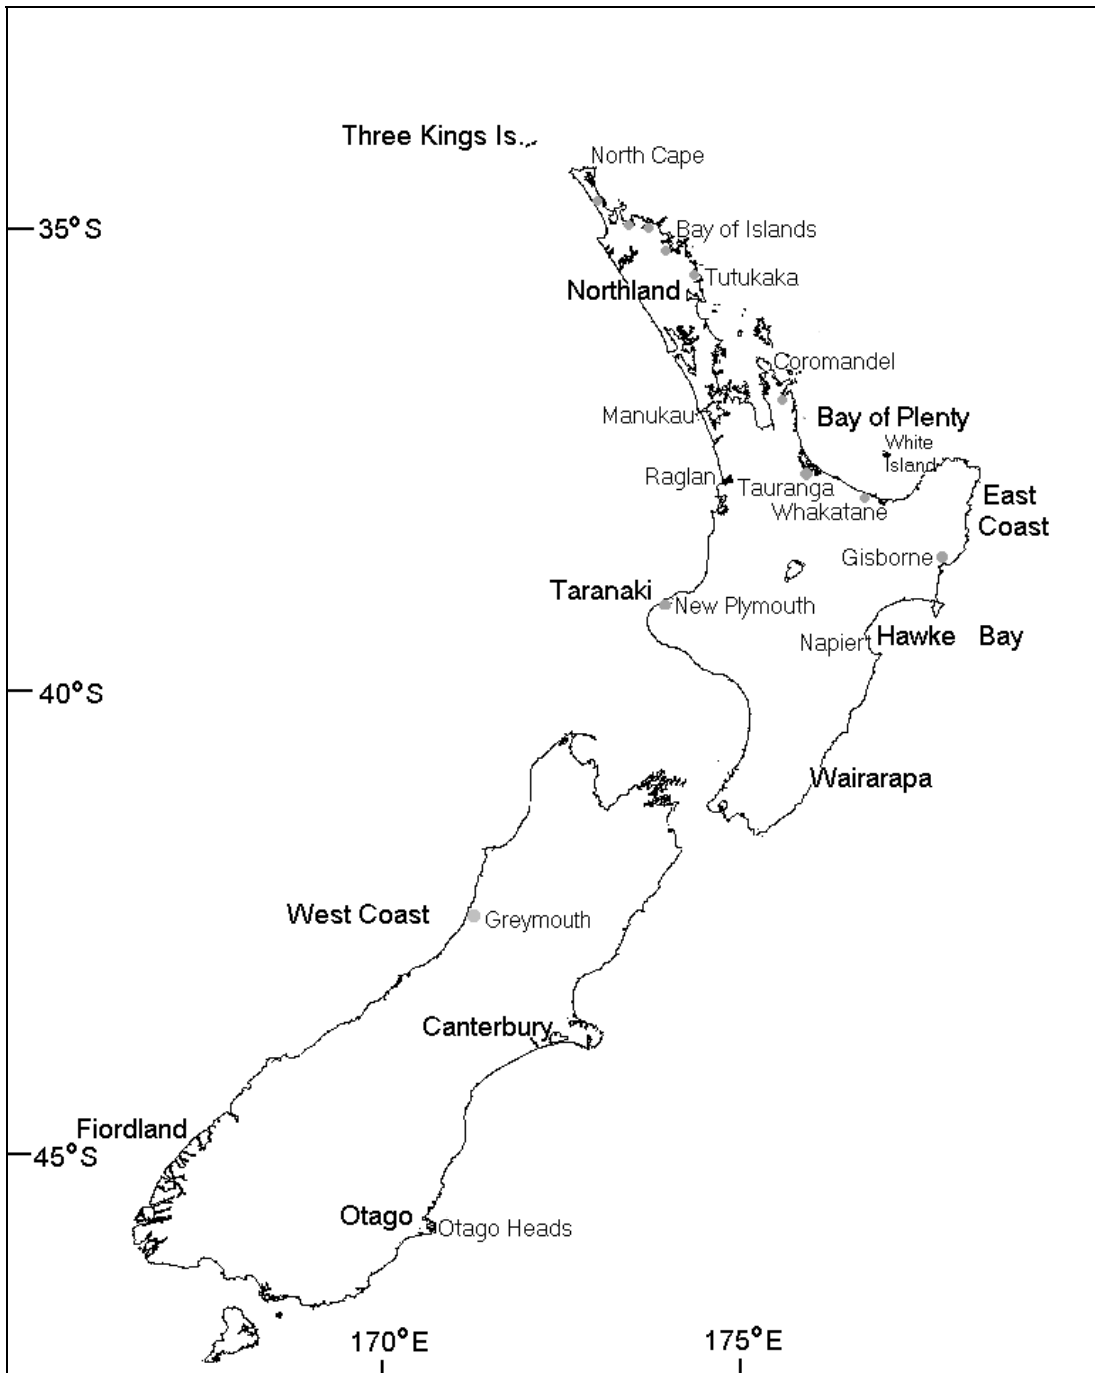 Three Kings Is.
North Cape
35°S
Bay of Islands
Tutukaka
Northland
Coromandel
Manukau
Bay of Plenty
White
Island
Raglan
Tauranga
Whakatane
East
Coast
Gisborne
Taranaki
New Plymouth
Napier
Hawke Bay
40°S
Wairarapa
West Coast
Greymouth
Canterbury
Fiordland
45°S
Otago
Otago Heads
170°E
175°E